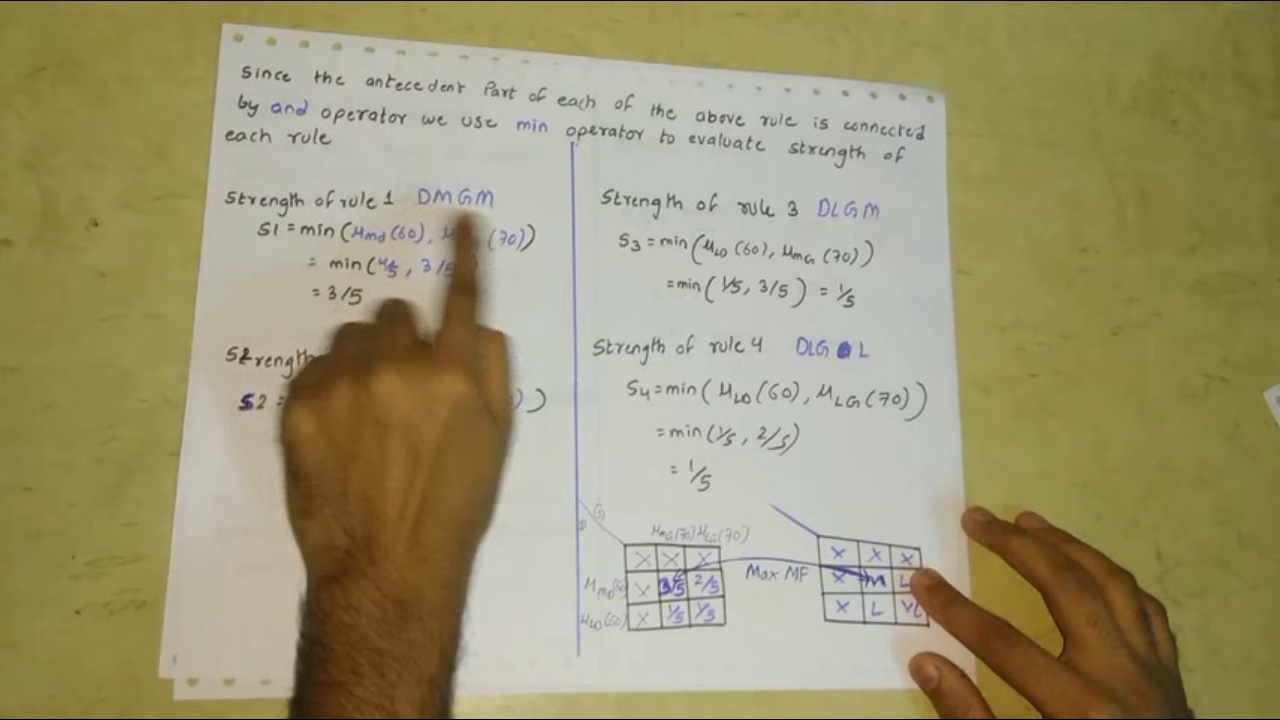 Since the antecedent Part of each of the above rule is connected
by and operator we use min operator to evaluate strength of
each rule
Strength of rule 1 DMGM
S1 = min (μMD(60), (70))
= min (4/5, 3/5
= 3/5
S2 =
Strength of rule 3 DLGM
S3 = min (μLD (60), μMG (70))
= min (1/5, 3/5) = 1/5
Strength of rule 4 DLG L
S4 = min (μLD (60), μLG (70))
= min (1/5, 2/5)
= 1/5
G
D
μMG(70) μLG(70)
X X X
μMD X 3/5 2/5
μLD(60) X 1/5 1/5
Max MF
X X X
X M L
X L VL